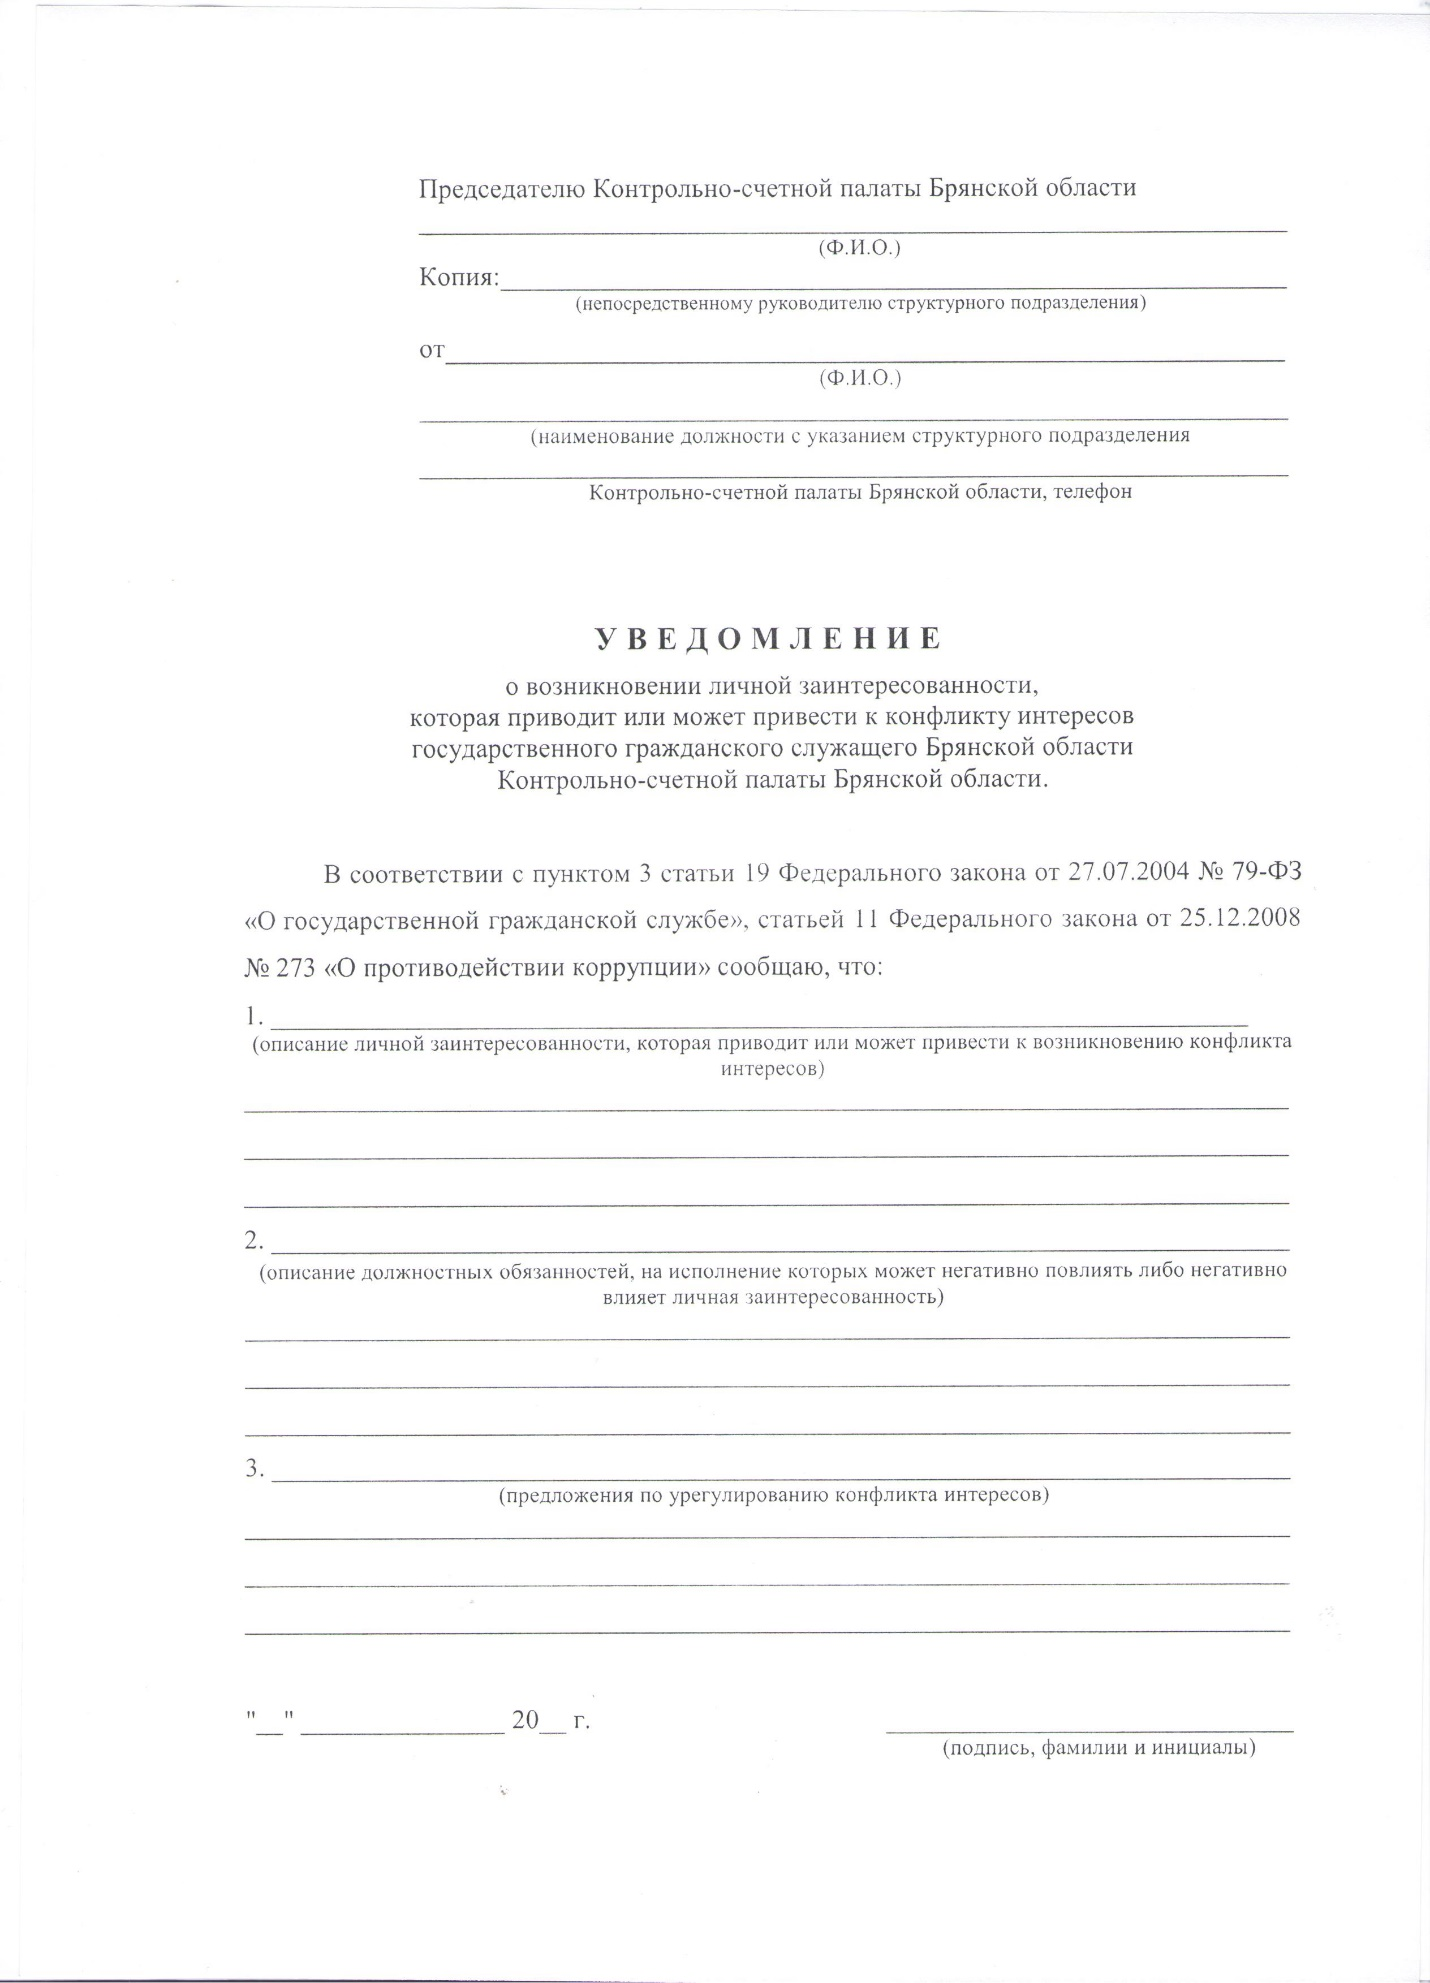 Председателю Контрольно-счетной палаты Брянской области
(Ф.И.О.)
Копия:
(непосредственному руководителю структурного подразделения)
от
(Ф.И.О.)
(наименование должности с указанием структурного подразделения
Контрольно-счетной палаты Брянской области, телефон
У В Е Д О М Л Е Н И Е
о возникновении личной заинтересованности,
которая приводит или может привести к конфликту интересов
государственного гражданского служащего Брянской области
Контрольно-счетной палаты Брянской области.
В соответствии с пунктом 3 статьи 19 Федерального закона от 27.07.2004 № 79-ФЗ
«О государственной гражданской службе», статьей 11 Федерального закона от 25.12.2008
№ 273 «О противодействии коррупции» сообщаю, что:
1.
(описание личной заинтересованности, которая приводит или может привести к возникновению конфликта
интересов)
2.
(описание должностных обязанностей, на исполнение которых может негативно повлиять либо негативно
влияет личная заинтересованность)
3.
(предложения по урегулированию конфликта интересов)
"__" _______________ 20__ г.
(подпись, фамилии и инициалы)